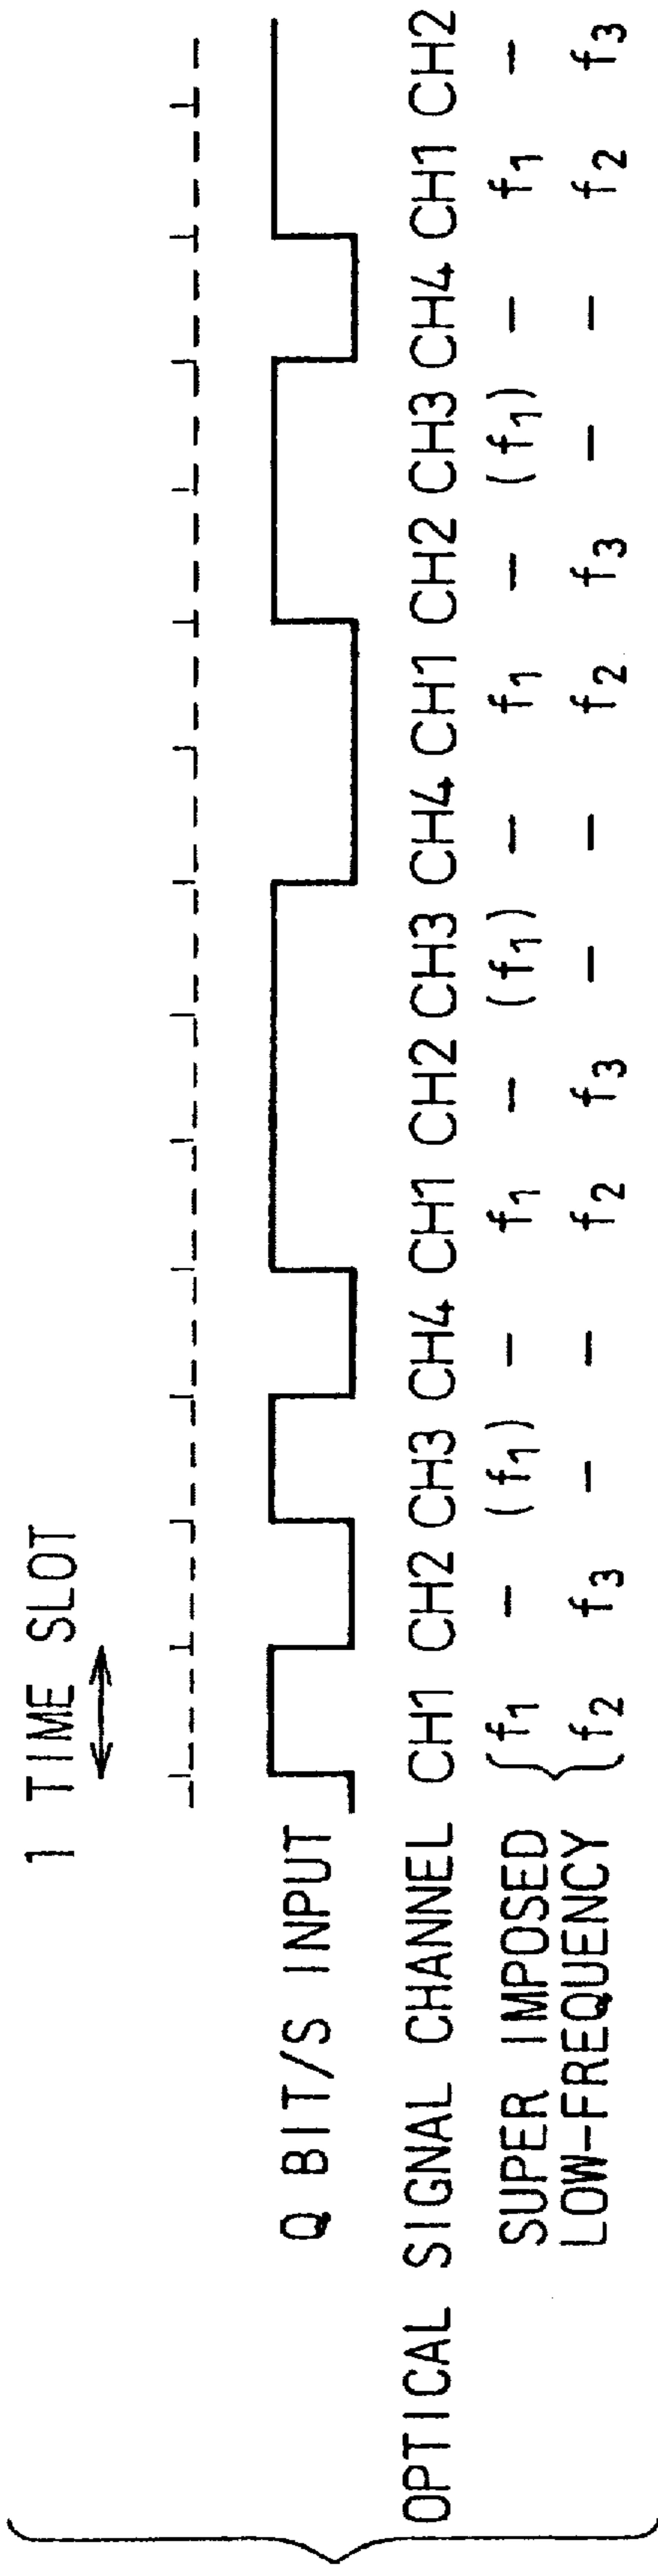 1 TIME SLOT
Q BIT/S INPUT
OPTICAL SIGNAL CHANNEL CH1 CH2 CH3 CH4 CH1 CH2 CH3 CH4 CH1 CH2 CH3 CH4 CH1 CH2
SUPER IMPOSED LOW-FREQUENCY
f1 - (f1) - f1 - (f1) - f1 - (f1) - f1 -
f2 f3 - - f2 f3 - - f2 f3 - - f2 f3